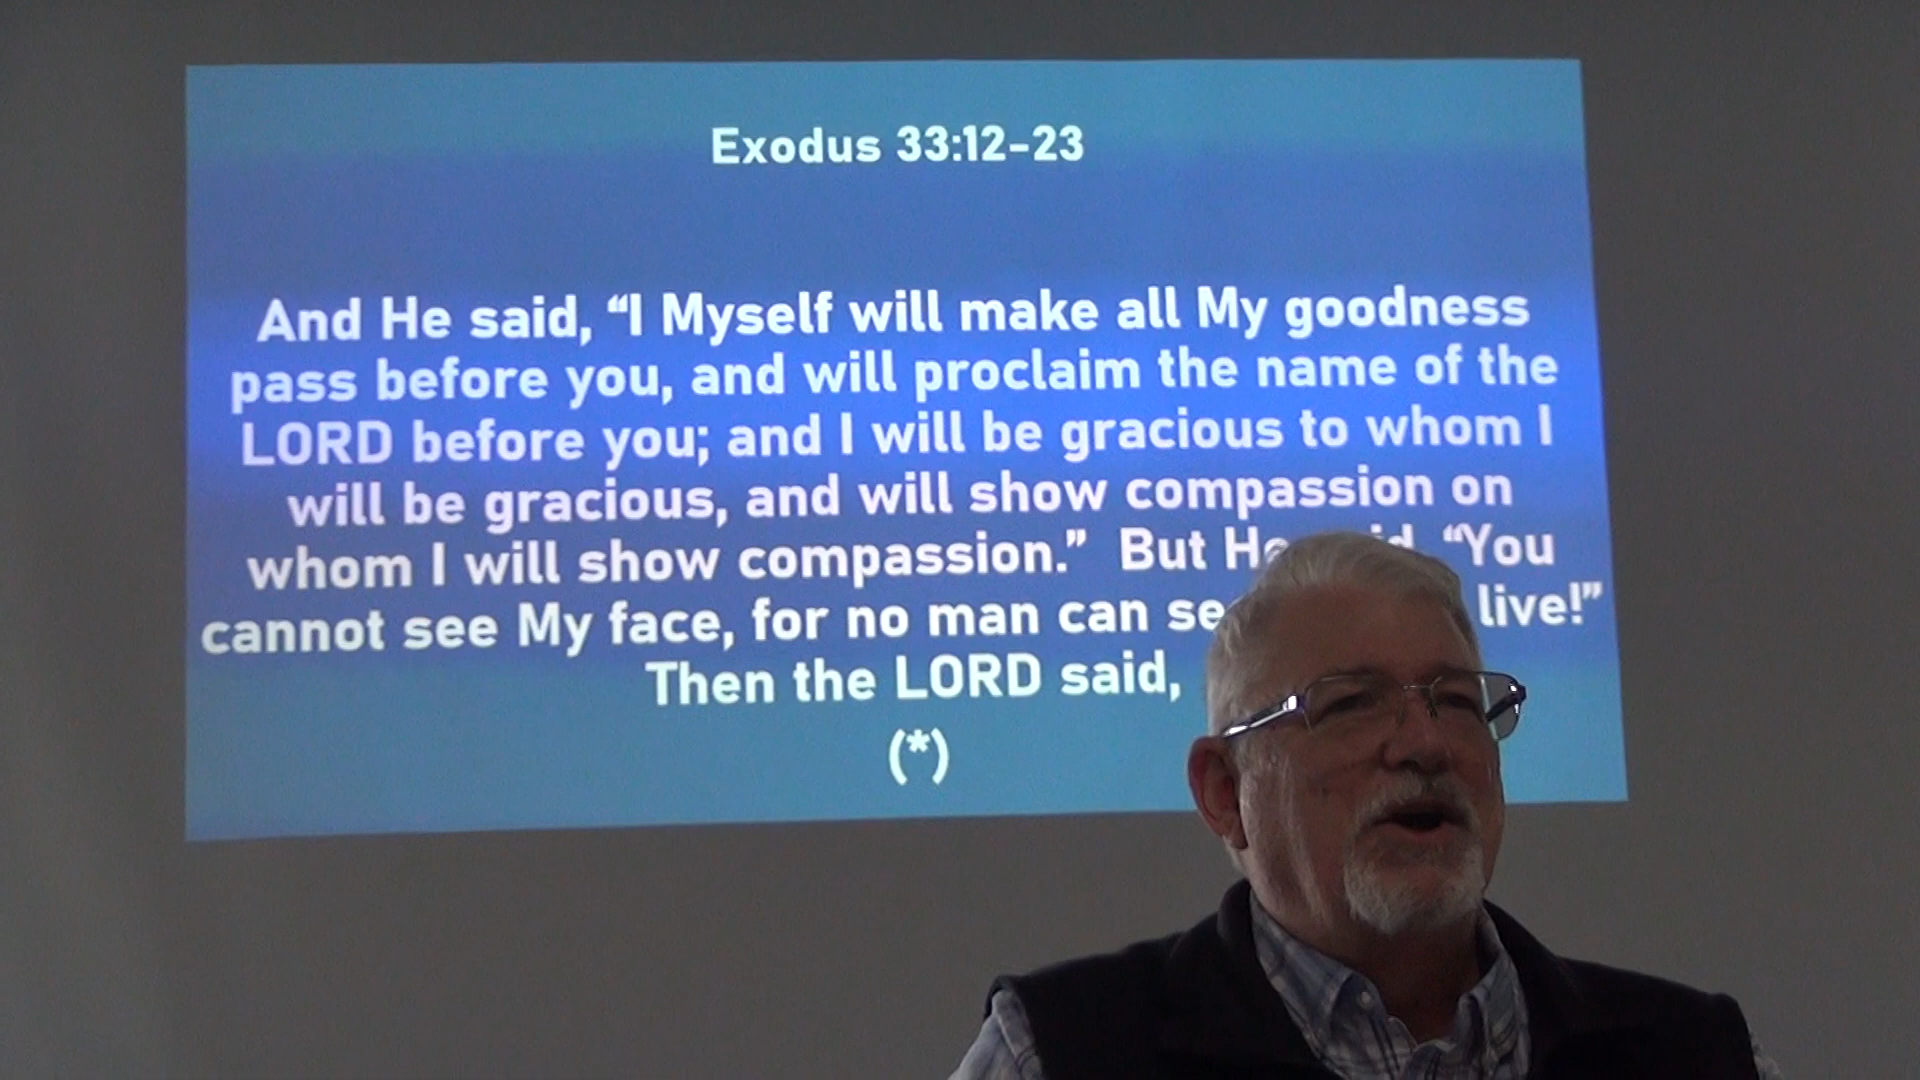 Exodus 33:12-23
And He said, “I Myself will make all My goodness
pass before you, and will proclaim the name of the
LORD before you; and I will be gracious to whom I
will be gracious, and will show compassion on
whom I will show compassion.” But He “You
cannot see My face, for no man can live!”
Then the LORD said,
(*)